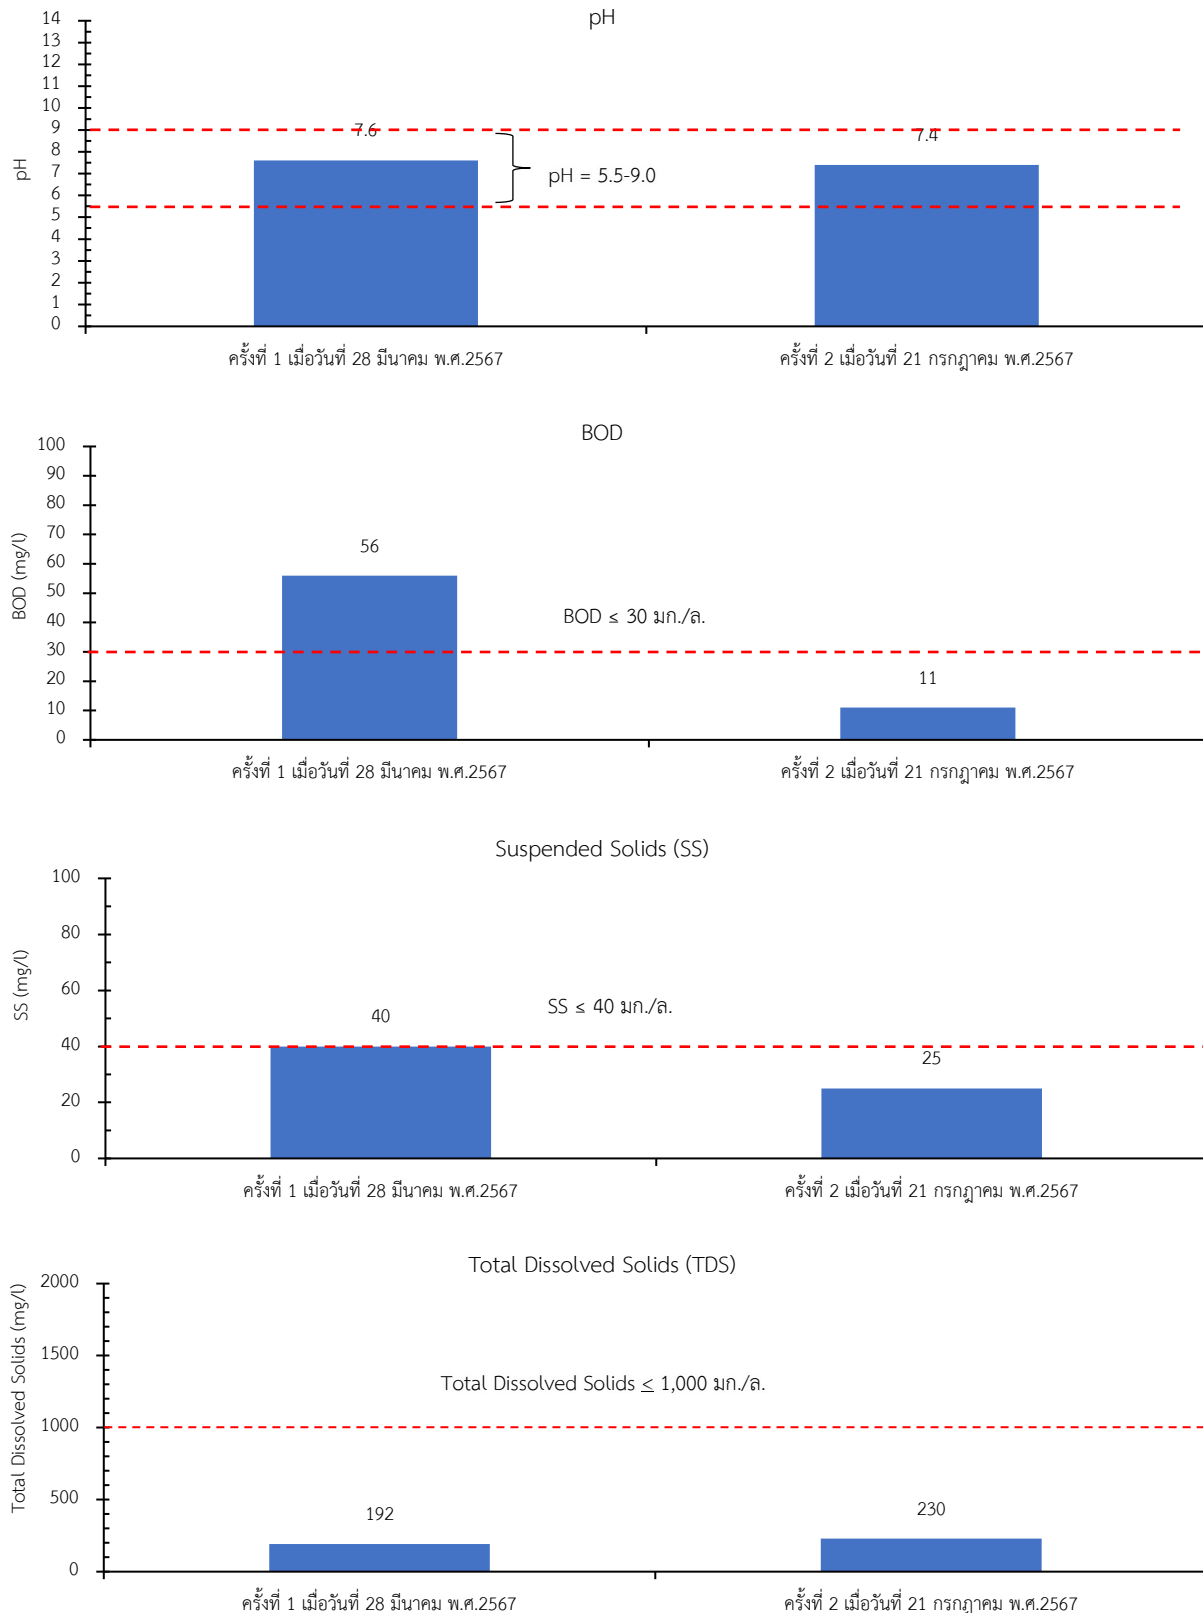 pH
14
13
12
11
10
9
8
7
6
5
4
3
2
1
0
pH
7.6
7.4
pH = 5.5-9.0
ครั้งที่ 1 เมื่อวันที่ 28 มีนาคม พ.ศ.2567
ครั้งที่ 2 เมื่อวันที่ 21 กรกฎาคม พ.ศ.2567
BOD
100
90
80
70
60
50
40
30
20
10
0
BOD (mg/l)
56
BOD ≤ 30 มก./ล.
11
ครั้งที่ 1 เมื่อวันที่ 28 มีนาคม พ.ศ.2567
ครั้งที่ 2 เมื่อวันที่ 21 กรกฎาคม พ.ศ.2567
Suspended Solids (SS)
100
80
60
40
20
0
SS (mg/l)
40
SS ≤ 40 มก./ล.
25
ครั้งที่ 1 เมื่อวันที่ 28 มีนาคม พ.ศ.2567
ครั้งที่ 2 เมื่อวันที่ 21 กรกฎาคม พ.ศ.2567
Total Dissolved Solids (TDS)
2000
1500
1000
500
0
Total Dissolved Solids (mg/l)
Total Dissolved Solids ≤ 1,000 มก./ล.
192
230
ครั้งที่ 1 เมื่อวันที่ 28 มีนาคม พ.ศ.2567
ครั้งที่ 2 เมื่อวันที่ 21 กรกฎาคม พ.ศ.2567